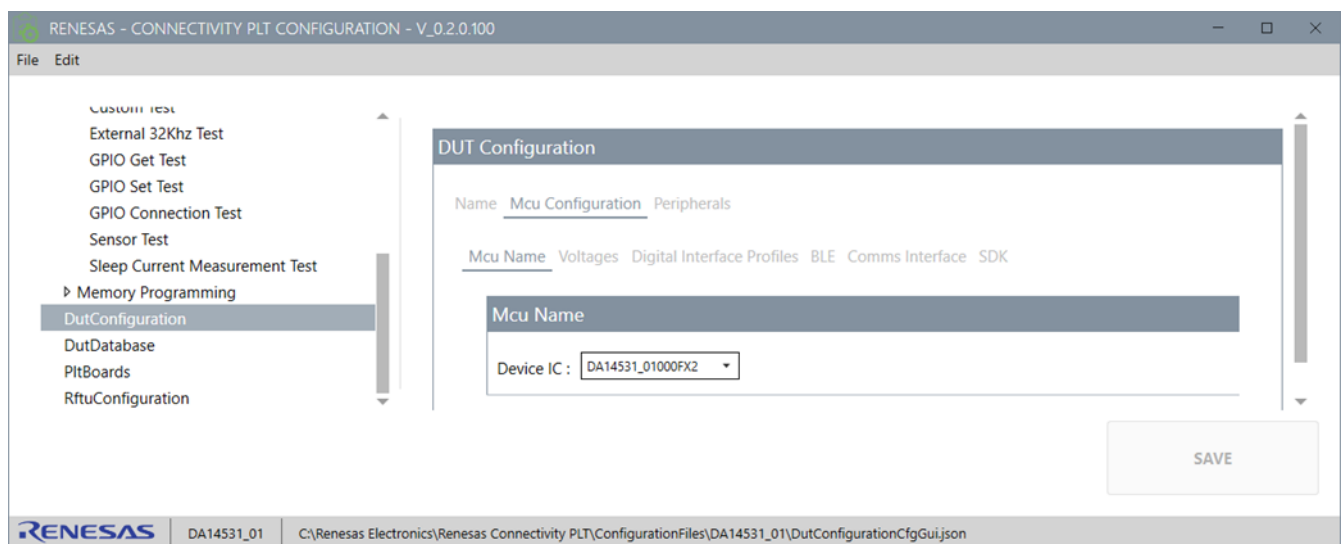 RENESAS - CONNECTIVITY PLT CONFIGURATION - V_0.2.0.100
File Edit
Custom Test
External 32Khz Test
GPIO Get Test
GPIO Set Test
GPIO Connection Test
Sensor Test
Sleep Current Measurement Test
Memory Programming
DutConfiguration
DutDatabase
PltBoards
RftuConfiguration
DUT Configuration
Name Mcu Configuration Peripherals
Mcu Name Voltages Digital Interface Profiles BLE Comms Interface SDK
Mcu Name
Device IC : DA14531_01000FX2
SAVE
RENESAS DA14531_01 C:\Renesas Electronics\Renesas Connectivity PLT\ConfigurationFiles\DA14531_01\DutConfigurationCfgGui.json